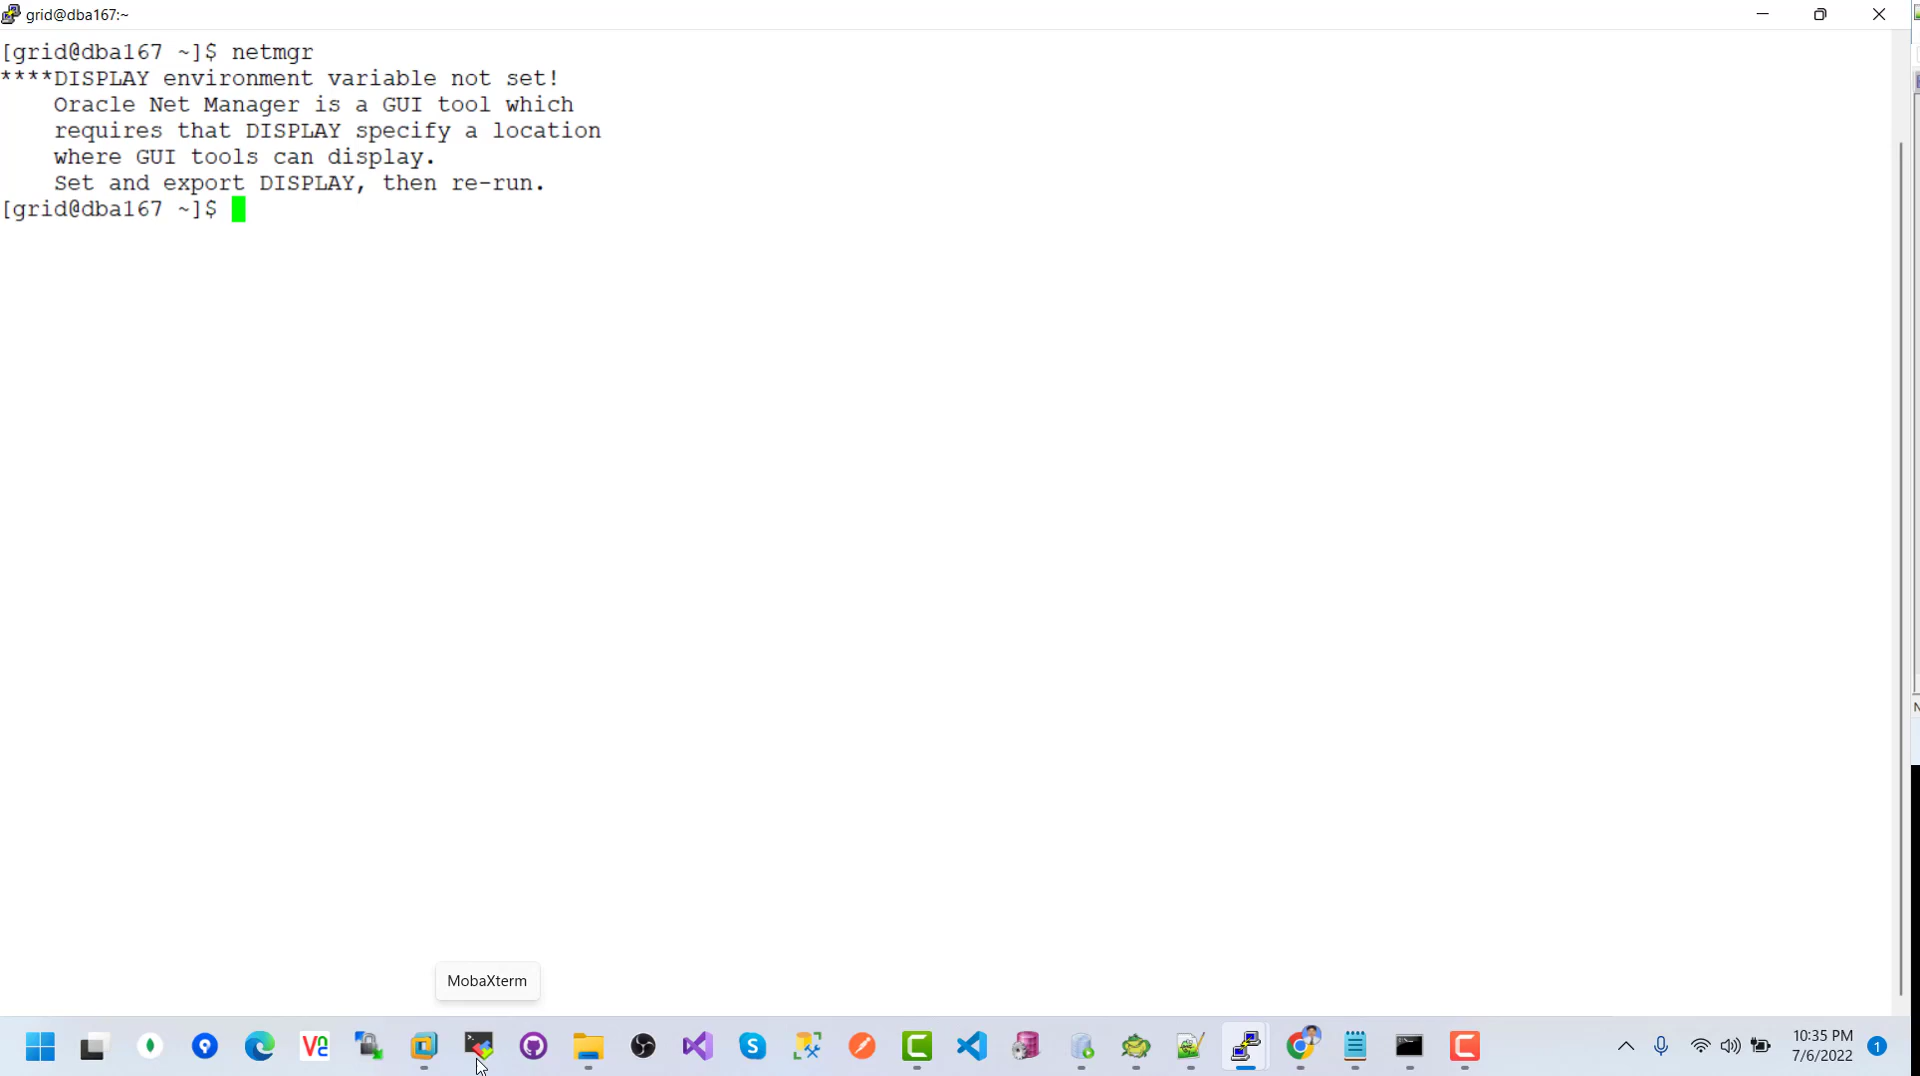 grid@dba167:~
[grid@dba167 ~]$ netmgr
****DISPLAY environment variable not set!
    Oracle Net Manager is a GUI tool which
    requires that DISPLAY specify a location
    where GUI tools can display.
    Set and export DISPLAY, then re-run.
[grid@dba167 ~]$
MobaXterm
10:35 PM
7/6/2022
1